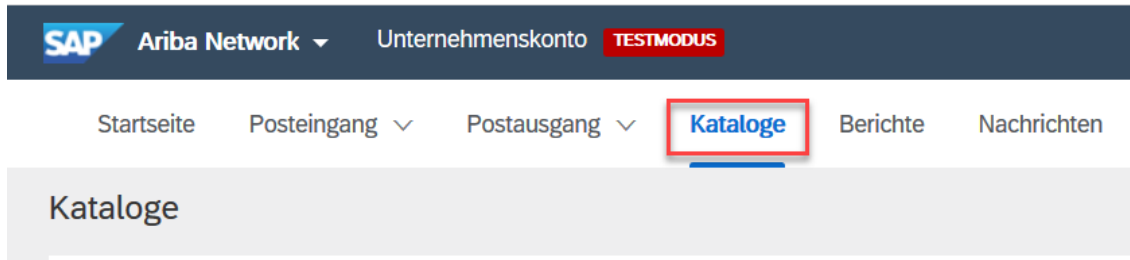 SAP Ariba Network Unternehmenskonto TESTMODUS
Startseite Posteingang Postausgang Kataloge Berichte Nachrichten
Kataloge